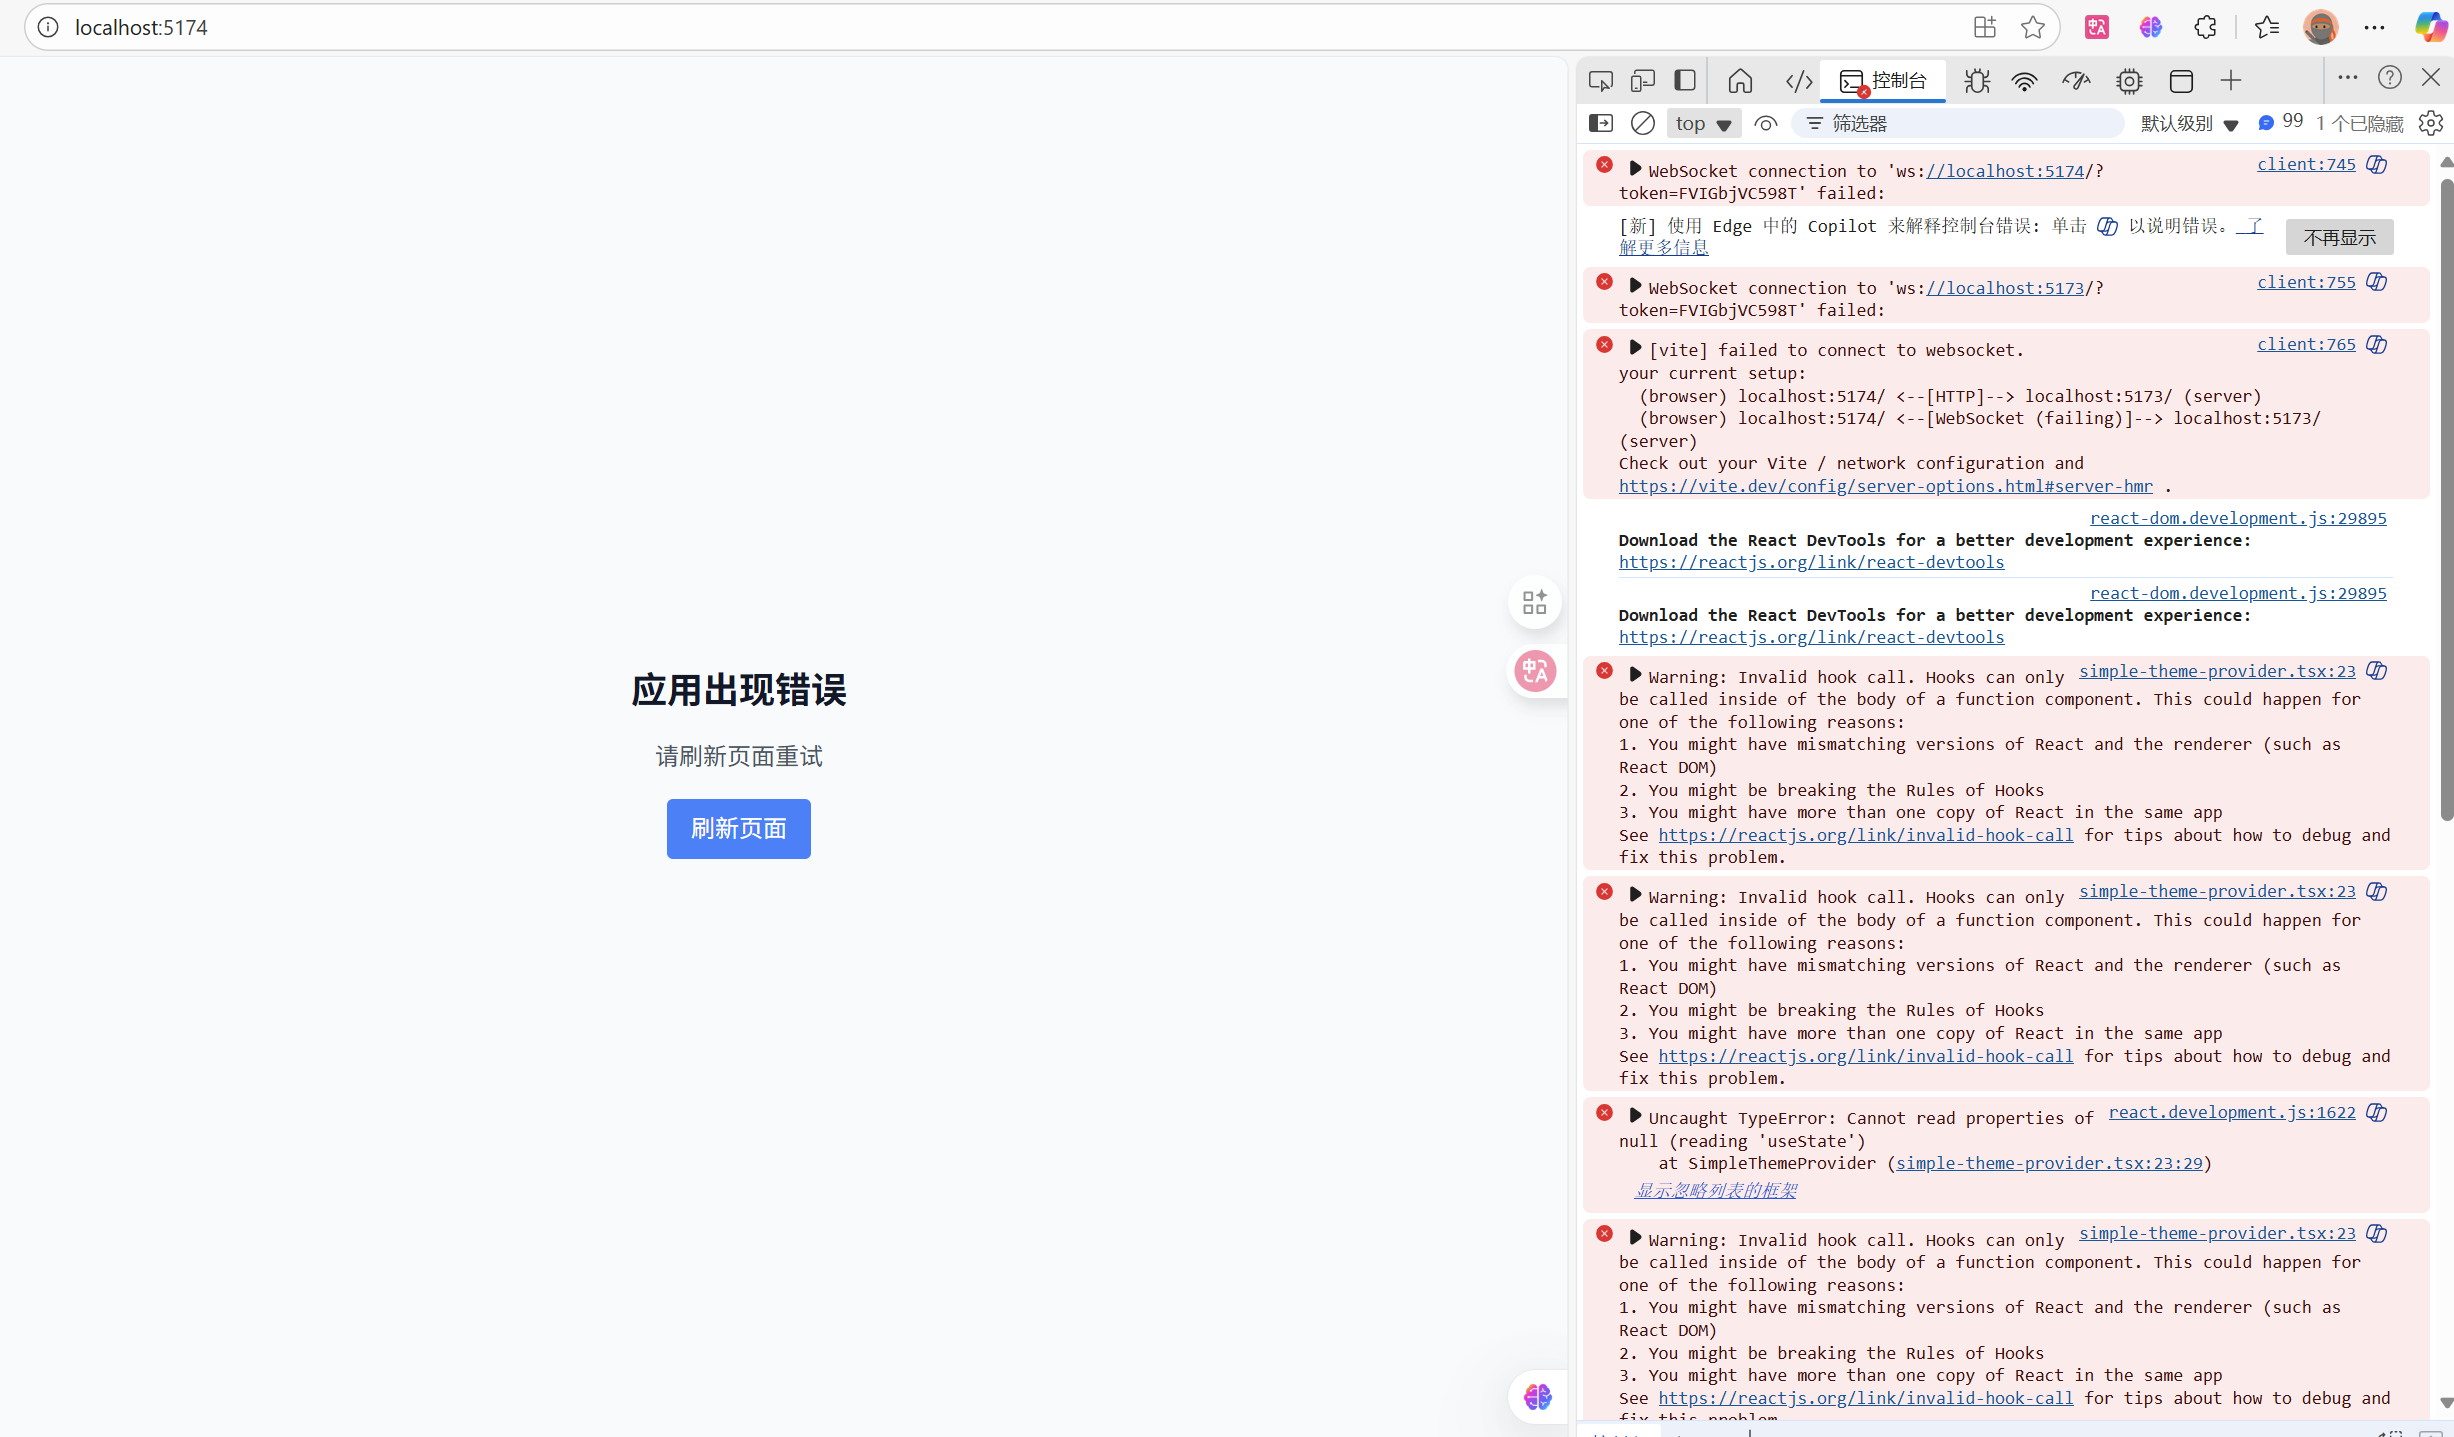 localhost:5174
控制台
top
筛选器
默认级别
99
1 个已隐藏
WebSocket connection to 'ws://localhost:5174/?
client:745
token=FVIGbjVC598T' failed:
[新] 使用 Edge 中的 Copilot 来解释控制台错误: 单击 以说明错误。 了
解更多信息
不再显示
WebSocket connection to 'ws://localhost:5173/?
client:755
token=FVIGbjVC598T' failed:
[vite] failed to connect to websocket.
client:765
your current setup:
(browser) localhost:5174/ <--[HTTP]--> localhost:5173/ (server)
(browser) localhost:5174/ <--[WebSocket (failing)]--> localhost:5173/
(server)
Check out your Vite / network configuration and
https://vite.dev/config/server-options.html#server-hmr .
react-dom.development.js:29895
Download the React DevTools for a better development experience:
https://reactjs.org/link/react-devtools
react-dom.development.js:29895
Download the React DevTools for a better development experience:
https://reactjs.org/link/react-devtools
Warning: Invalid hook call. Hooks can only
simple-theme-provider.tsx:23
be called inside of the body of a function component. This could happen for
one of the following reasons:
1. You might have mismatching versions of React and the renderer (such as
React DOM)
2. You might be breaking the Rules of Hooks
3. You might have more than one copy of React in the same app
See https://reactjs.org/link/invalid-hook-call for tips about how to debug and
fix this problem.
Warning: Invalid hook call. Hooks can only
simple-theme-provider.tsx:23
be called inside of the body of a function component. This could happen for
one of the following reasons:
1. You might have mismatching versions of React and the renderer (such as
React DOM)
2. You might be breaking the Rules of Hooks
3. You might have more than one copy of React in the same app
See https://reactjs.org/link/invalid-hook-call for tips about how to debug and
fix this problem.
Uncaught TypeError: Cannot read properties of
react.development.js:1622
null (reading 'useState')
at SimpleThemeProvider (simple-theme-provider.tsx:23:29)
显示忽略列表的框架
Warning: Invalid hook call. Hooks can only
simple-theme-provider.tsx:23
be called inside of the body of a function component. This could happen for
one of the following reasons:
1. You might have mismatching versions of React and the renderer (such as
React DOM)
2. You might be breaking the Rules of Hooks
3. You might have more than one copy of React in the same app
See https://reactjs.org/link/invalid-hook-call for tips about how to debug and
fix this problem.
应用出现错误
请刷新页面重试
刷新页面